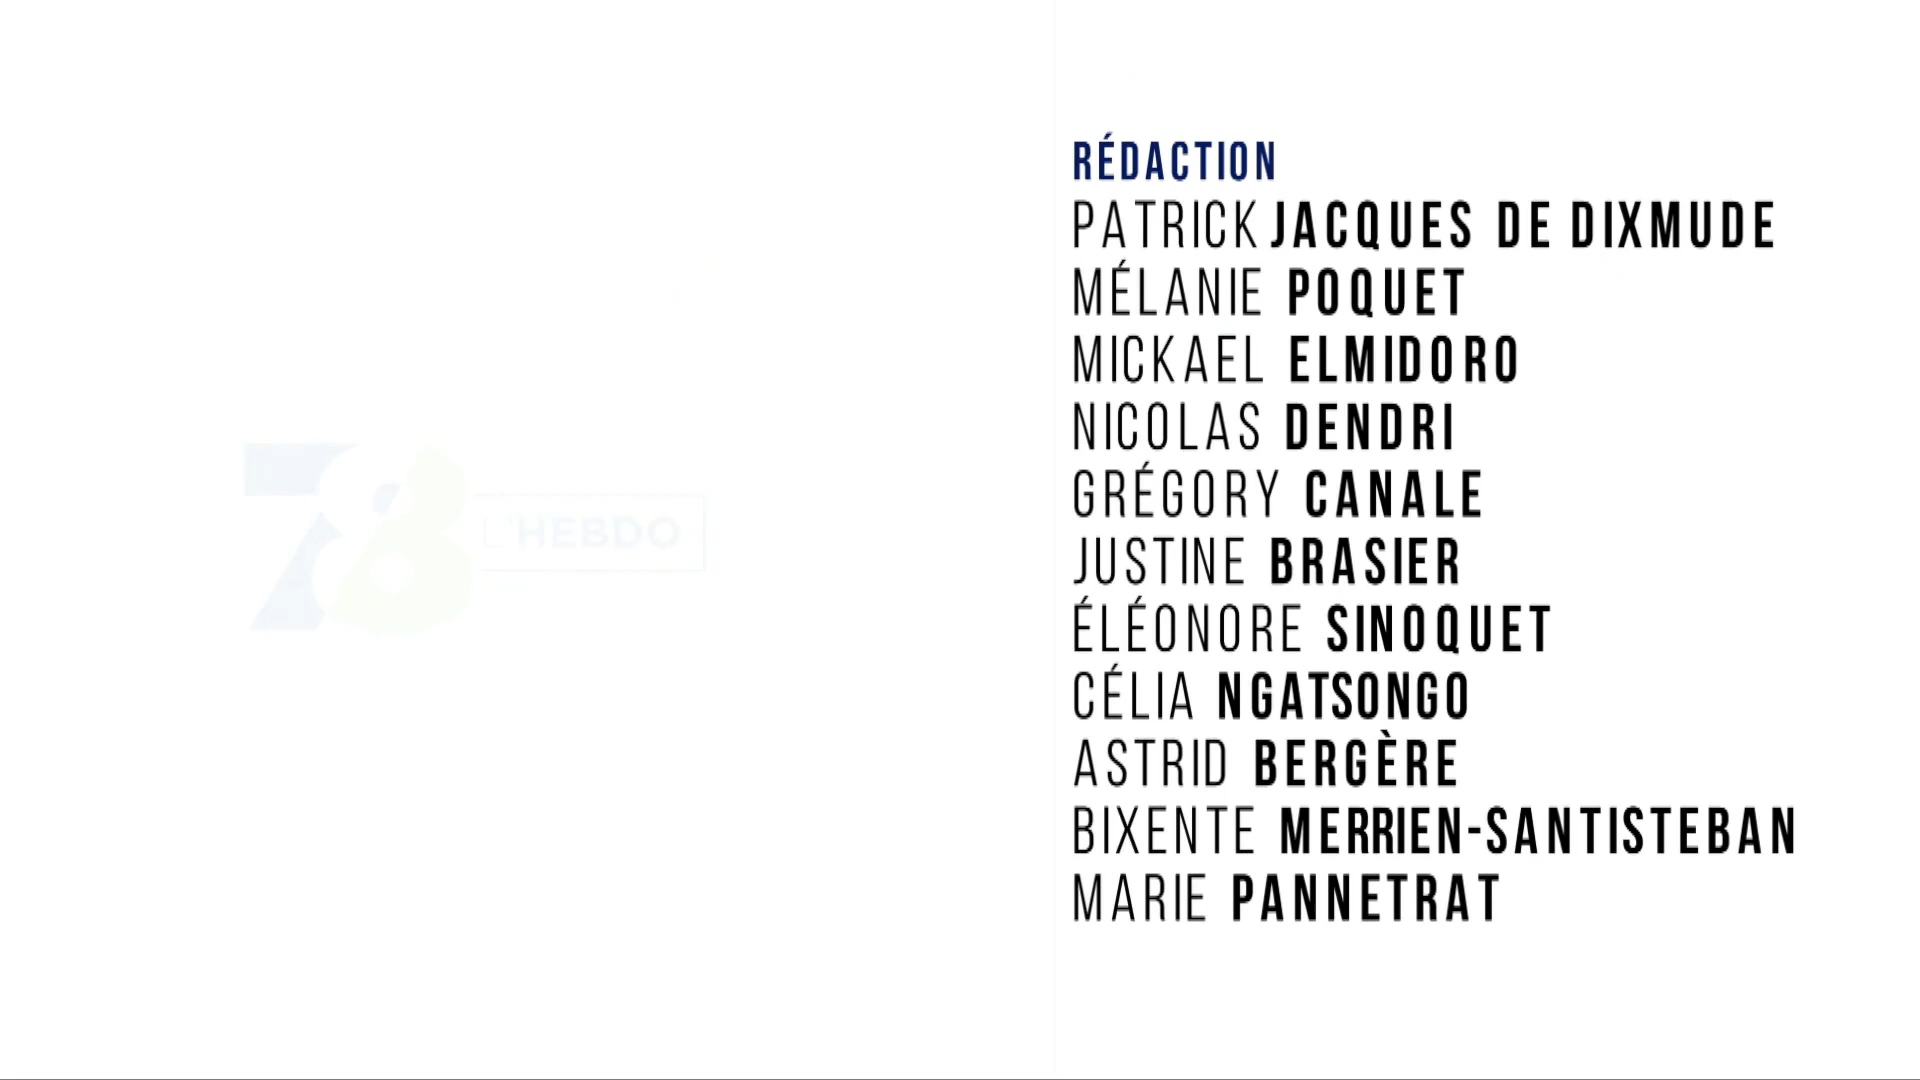 78
L'HEBDO
RÉDACTION
PATRICK JACQUES DE DIXMUDE
MÉLANIE POQUET
MICKAEL ELMIDORO
NICOLAS DENDRI
GRÉGORY CANALE
JUSTINE BRASIER
ÉLÉONORE SINOQUET
CÉLIA NGATSONGO
ASTRID BERGÈRE
BIXENTE MERRIEN-SANTISTEBAN
MARIE PANNETRAT